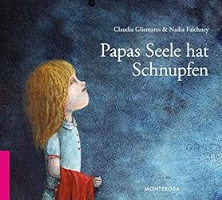 Claudia Gliemann & Nadia Faichney
Papas Seele hat
Schnupfen
MONTEROSA